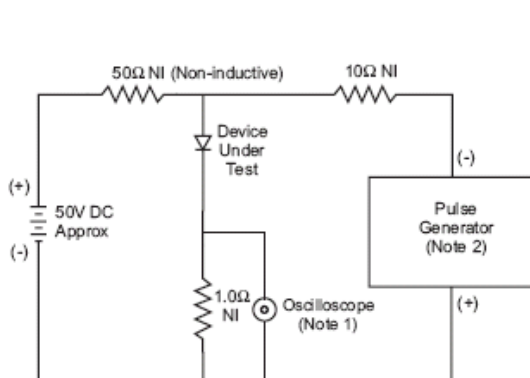 50Ω NI (Non-inductive)
10Ω NI
Device
Under
Test
(-)
(+)
50V DC
Approx
(-)
Pulse
Generator
(Note 2)
1.0Ω
NI
Oscilloscope
(Note 1)
(+)